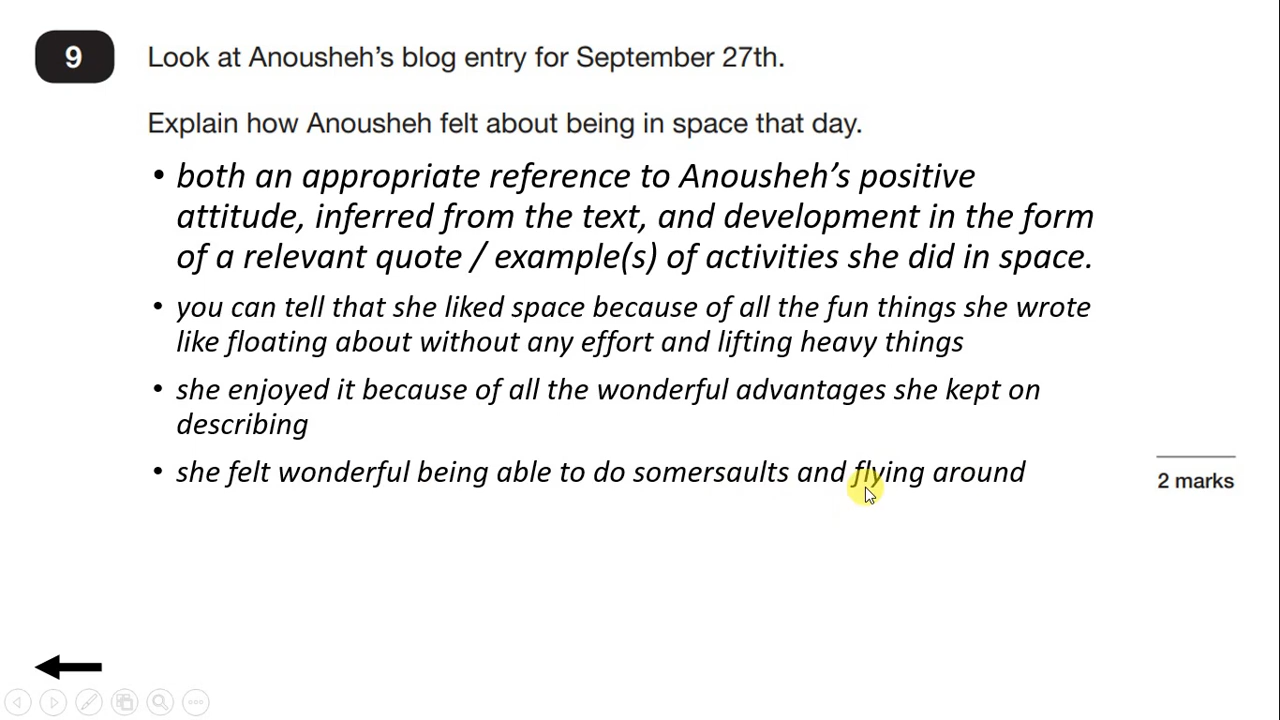 9
Look at Anousheh’s blog entry for September 27th.
Explain how Anousheh felt about being in space that day.
• both an appropriate reference to Anousheh’s positive
attitude, inferred from the text, and development in the form
of a relevant quote / example(s) of activities she did in space.
• you can tell that she liked space because of all the fun things she wrote
like floating about without any effort and lifting heavy things
• she enjoyed it because of all the wonderful advantages she kept on
describing
• she felt wonderful being able to do somersaults and flying around
2 marks